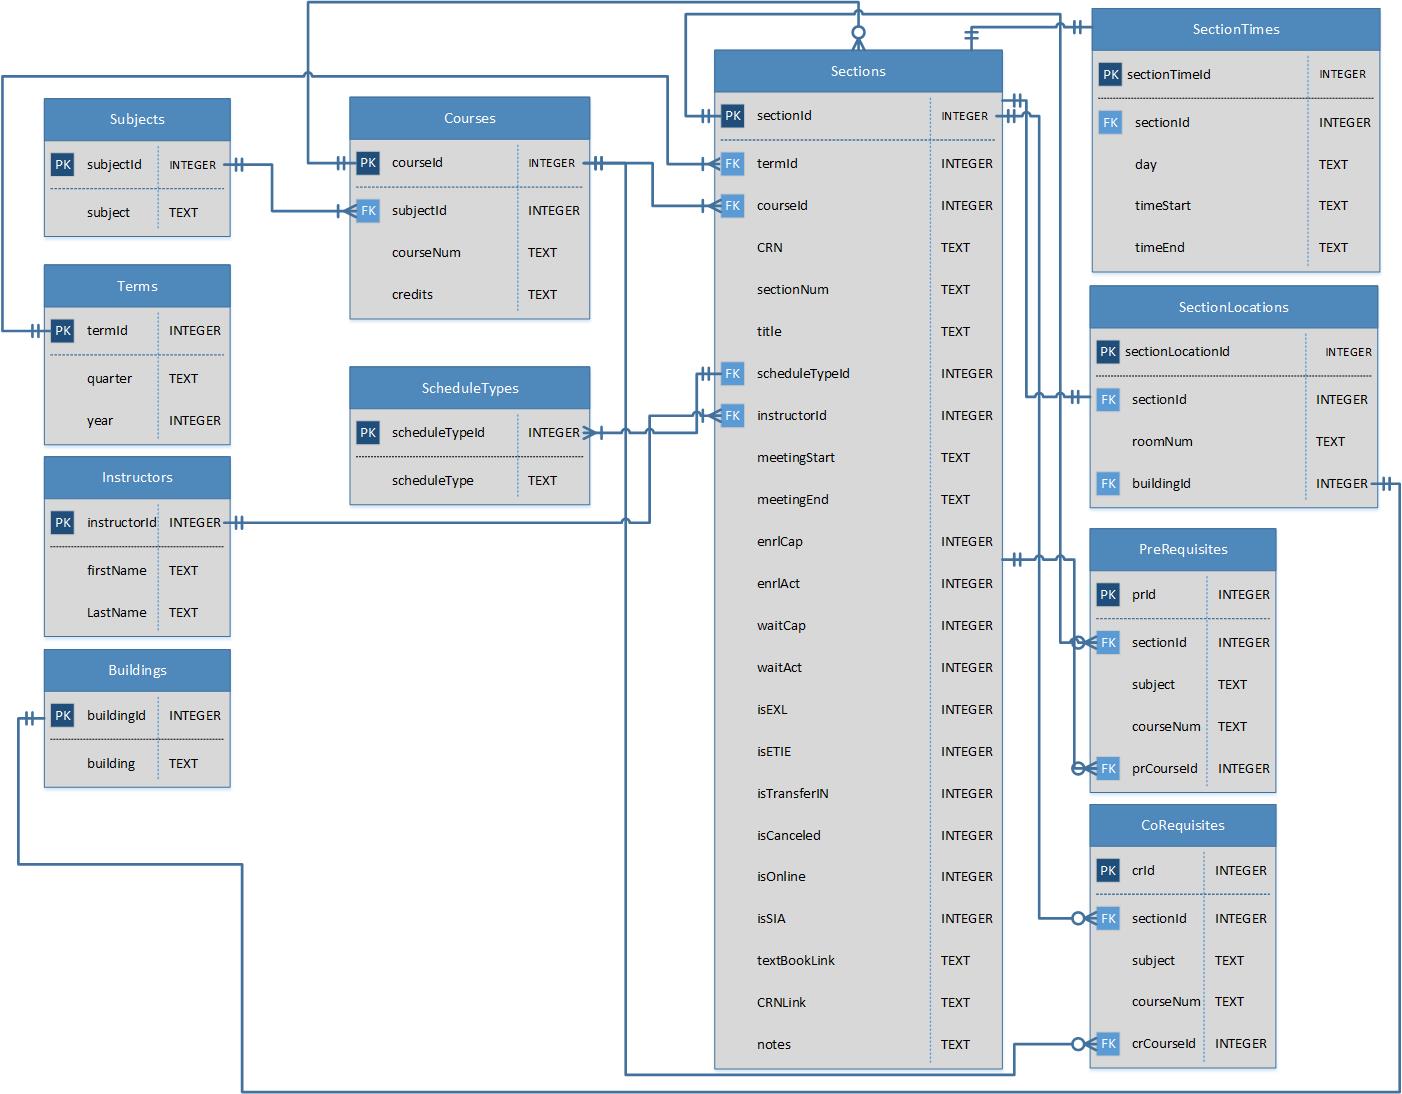 Subjects
PK subjectId INTEGER
subject TEXT
Terms
PK termId INTEGER
quarter TEXT
year INTEGER
Instructors
PK instructorId INTEGER
firstName TEXT
LastName TEXT
Buildings
PK buildingId INTEGER
building TEXT
Courses
PK courseId INTEGER
FK subjectId INTEGER
courseNum TEXT
credits TEXT
ScheduleTypes
PK scheduleTypeId INTEGER
scheduleType TEXT
Sections
PK sectionId INTEGER
FK termId INTEGER
FK courseId INTEGER
CRN TEXT
sectionNum TEXT
title TEXT
FK scheduleTypeId INTEGER
FK instructorId INTEGER
meetingStart TEXT
meetingEnd TEXT
enrlCap INTEGER
enrlAct INTEGER
waitCap INTEGER
waitAct INTEGER
isEXL INTEGER
isETIE INTEGER
isTransferIN INTEGER
isCanceled INTEGER
isOnline INTEGER
isSIA INTEGER
textBookLink TEXT
CRNLink TEXT
notes TEXT
SectionTimes
PK sectionTimeId INTEGER
FK sectionId INTEGER
day TEXT
timeStart TEXT
timeEnd TEXT
SectionLocations
PK sectionLocationId INTEGER
FK sectionId INTEGER
roomNum TEXT
FK buildingId INTEGER
PreRequisites
PK prId INTEGER
FK sectionId INTEGER
subject TEXT
courseNum TEXT
FK prCourseId INTEGER
CoRequisites
PK crId INTEGER
FK sectionId INTEGER
subject TEXT
courseNum TEXT
FK crCourseId INTEGER